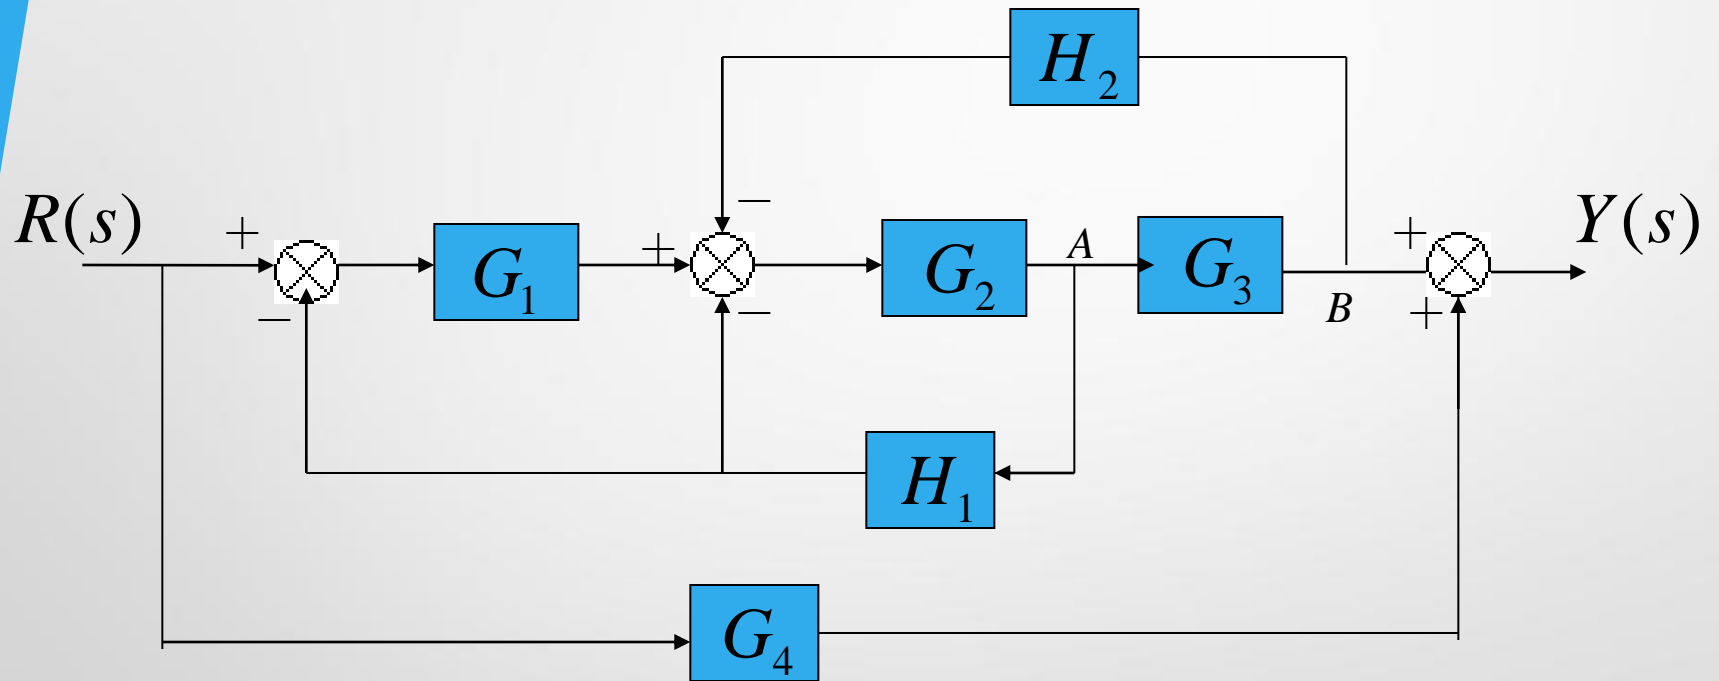 H₂
R(s) + − + − G₁ G₂ A G₃ B + + Y(s)
−
H₁
G₄